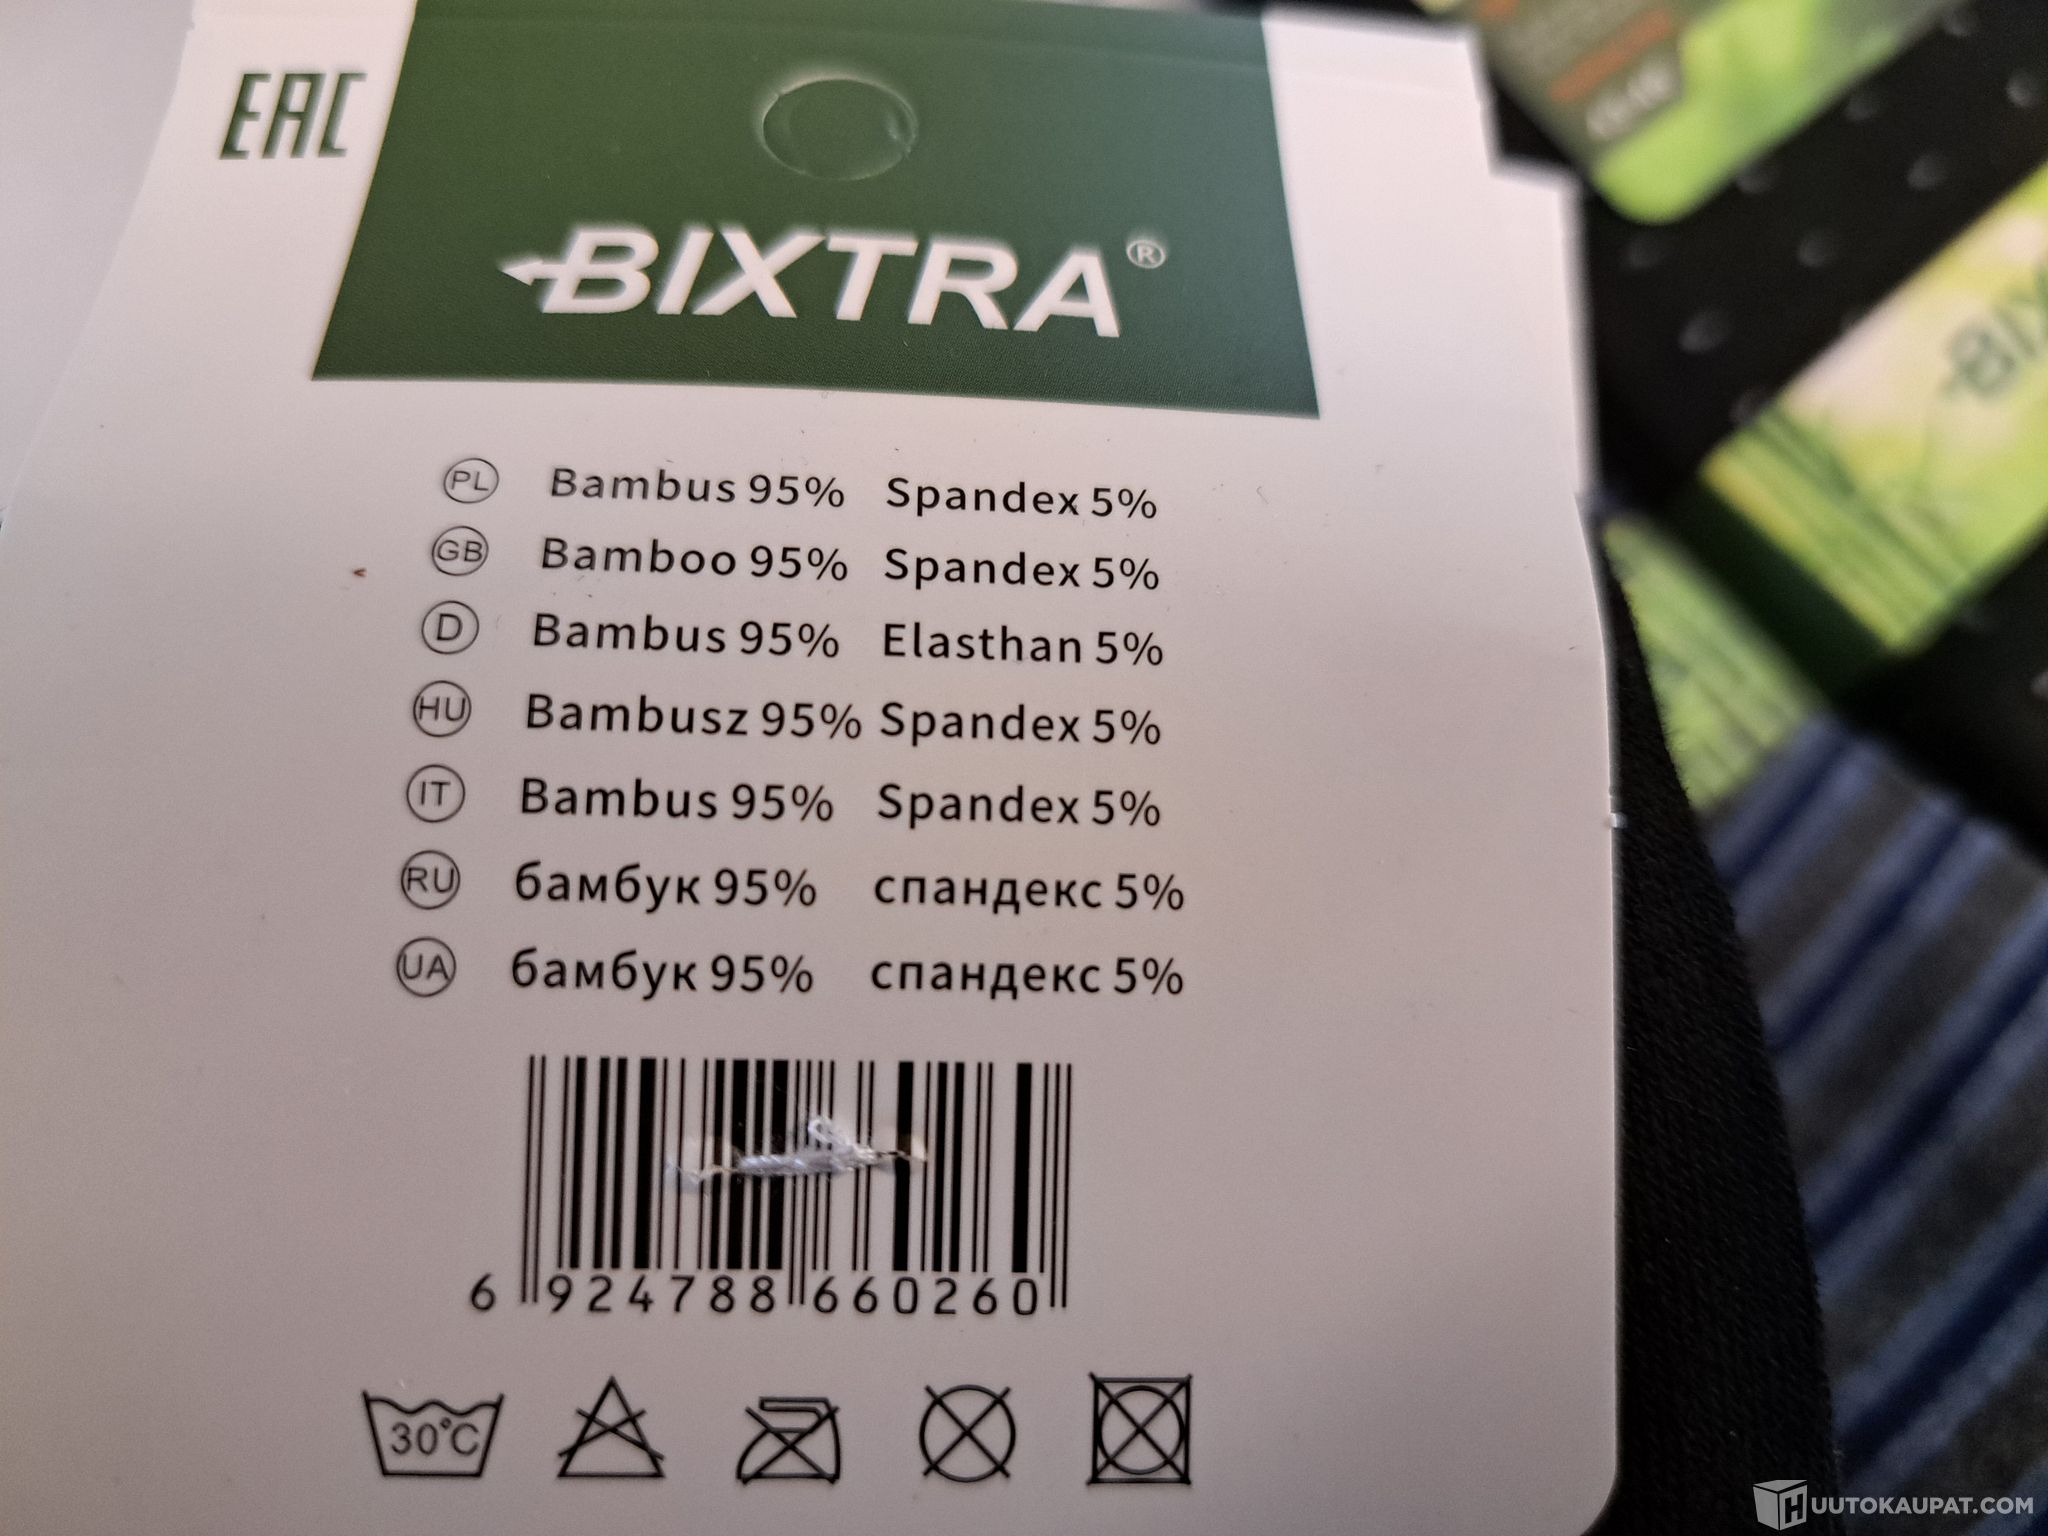 EAC
BIXTRA®
PL Bambus 95% Spandex 5%
GB Bamboo 95% Spandex 5%
D Bambus 95% Elasthan 5%
HU Bambusz 95% Spandex 5%
IT Bambus 95% Spandex 5%
RU бамбук 95% спандекс 5%
UA бамбук 95% спандекс 5%
6 924788 660260
30°C
HUUTOKAUPAT.COM